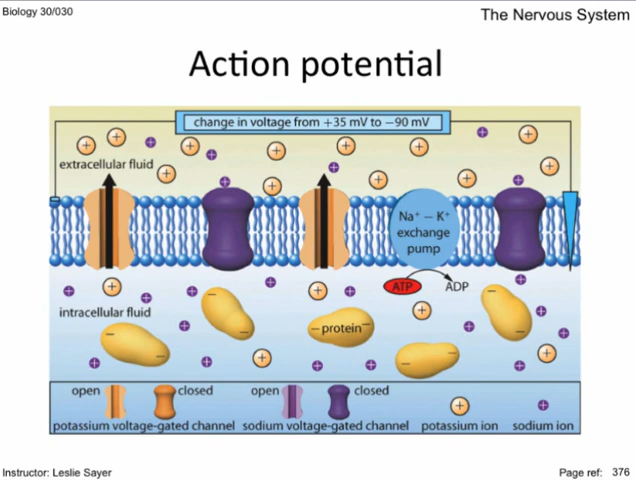 Biology 30/030
The Nervous System
Action potential
change in voltage from +35 mV to −90 mV
extracellular fluid
Na⁺ − K⁺
exchange
pump
ATP
ADP
intracellular fluid
protein
open
closed
open
closed
potassium voltage-gated channel
sodium voltage-gated channel
potassium ion
sodium ion
Instructor: Leslie Sayer
Page ref: 376